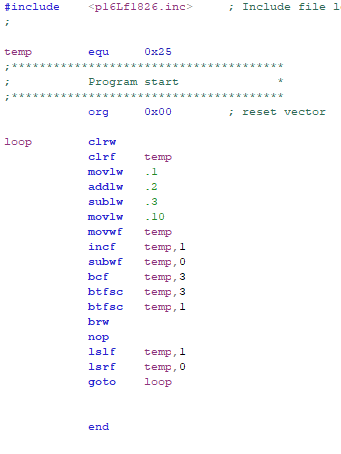 #include <p16Lf1826.inc> ; Include file l
;
temp equ 0x25
;***************************************
; Program start *
;***************************************
org 0x00 ; reset vector
loop clrw
clrf temp
movlw .1
addlw .2
sublw .3
movlw .10
movwf temp
incf temp,1
subwf temp,0
bcf temp,3
btfsc temp,3
btfsc temp,1
brw
nop
lslf temp,1
lsrf temp,0
goto loop
end